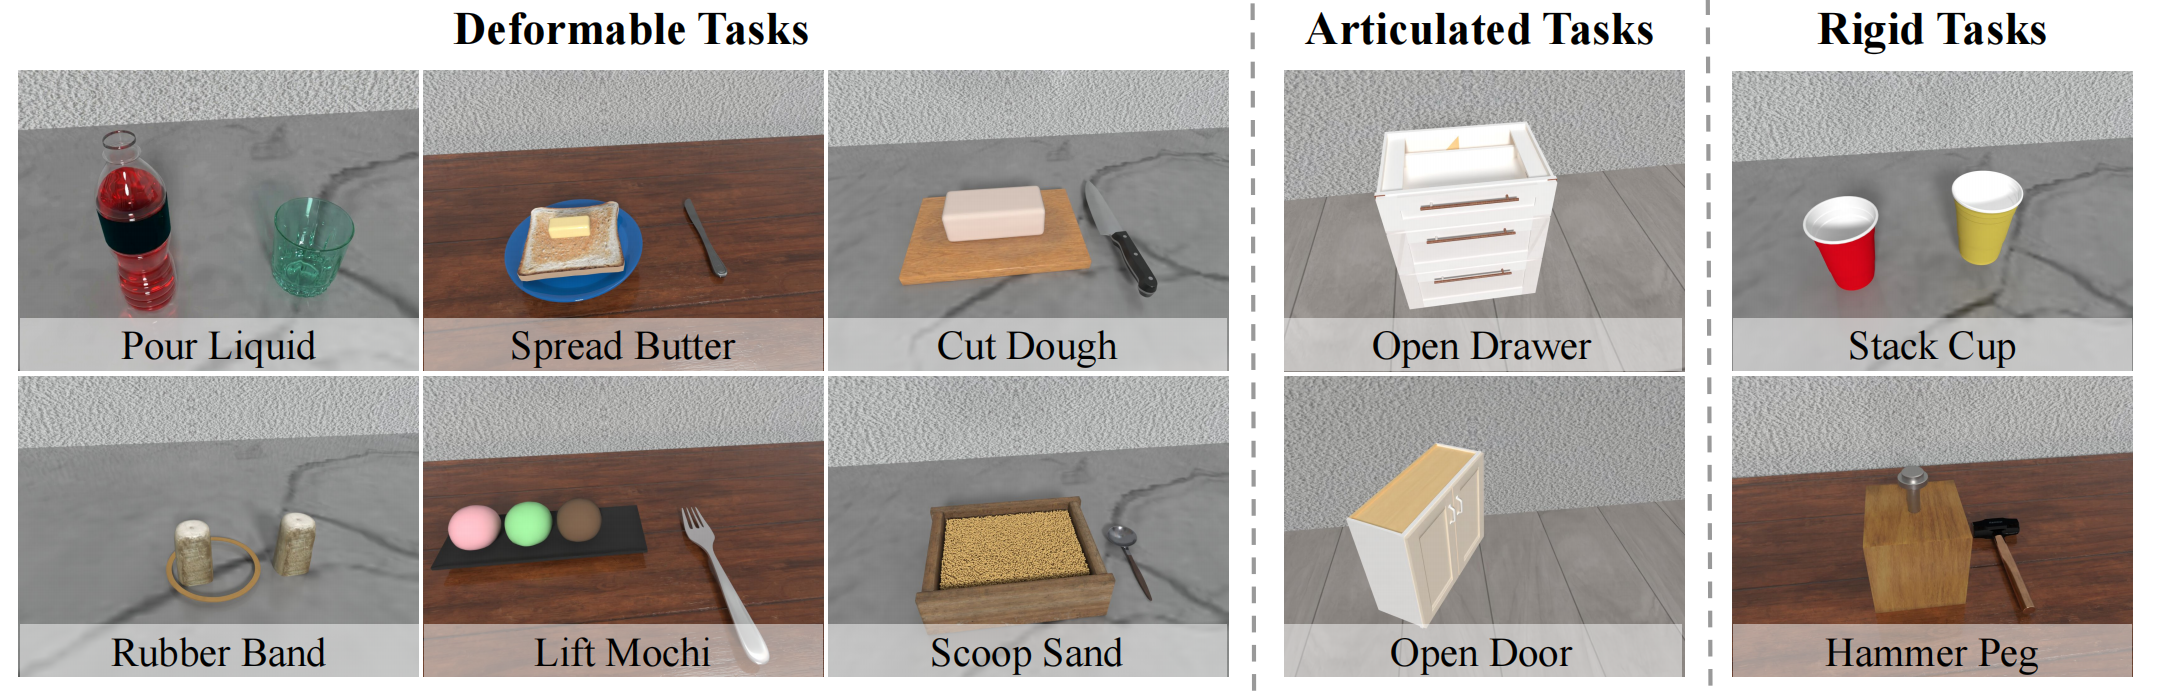 Deformable Tasks
Articulated Tasks
Rigid Tasks
Pour Liquid
Spread Butter
Cut Dough
Open Drawer
Stack Cup
Rubber Band
Lift Mochi
Scoop Sand
Open Door
Hammer Peg